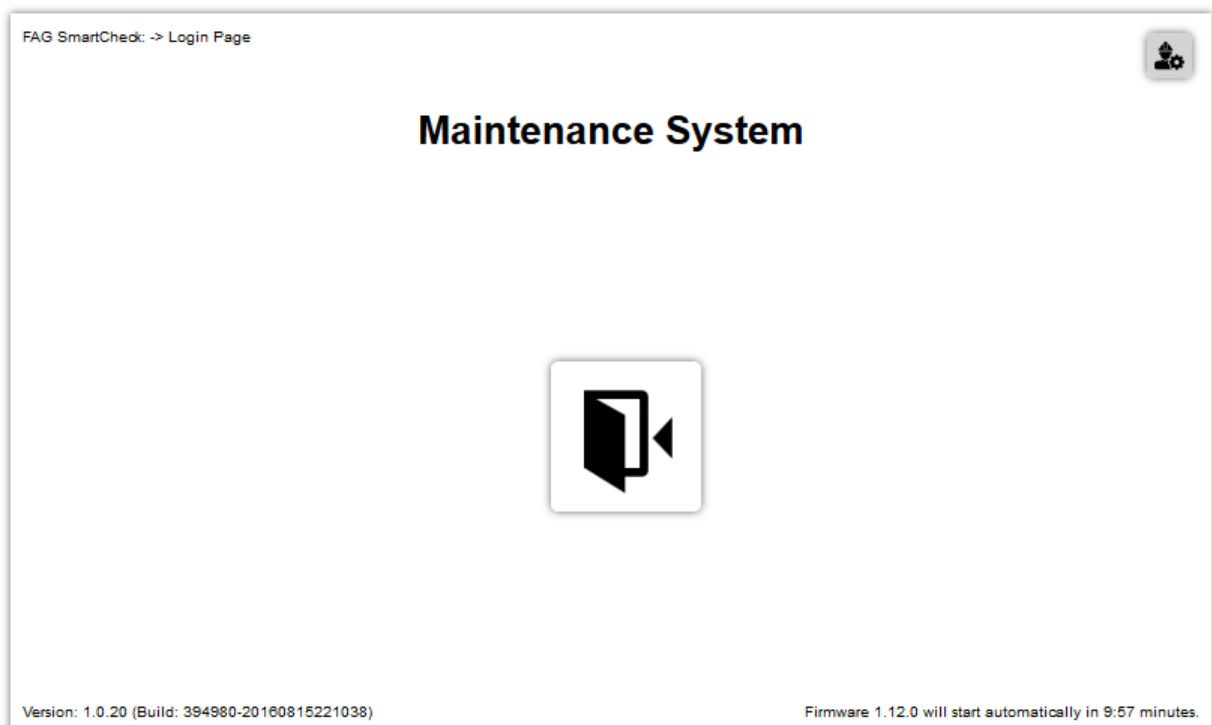 FAG SmartCheck: -> Login Page
Maintenance System
Version: 1.0.20 (Build: 394980-20160815221038)
Firmware 1.12.0 will start automatically in 9:57 minutes.